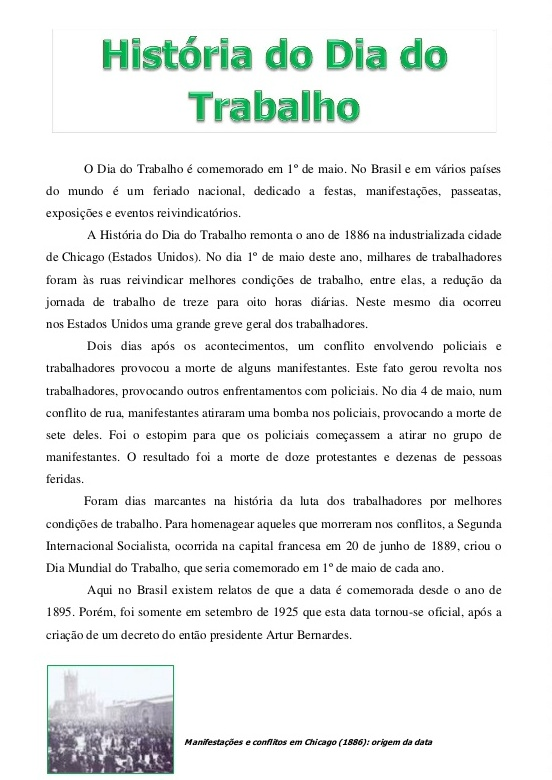 História do Dia do
Trabalho
O Dia do Trabalho é comemorado em 1º de maio. No Brasil e em vários países
do mundo é um feriado nacional, dedicado a festas, manifestações, passeatas,
exposições e eventos reivindicatórios.
A História do Dia do Trabalho remonta o ano de 1886 na industrializada cidade
de Chicago (Estados Unidos). No dia 1º de maio deste ano, milhares de trabalhadores
foram às ruas reivindicar melhores condições de trabalho, entre elas, a redução da
jornada de trabalho de treze para oito horas diárias. Neste mesmo dia ocorreu
nos Estados Unidos uma grande greve geral dos trabalhadores.
Dois dias após os acontecimentos, um conflito envolvendo policiais e
trabalhadores provocou a morte de alguns manifestantes. Este fato gerou revolta nos
trabalhadores, provocando outros enfrentamentos com policiais. No dia 4 de maio, num
conflito de rua, manifestantes atiraram uma bomba nos policiais, provocando a morte de
sete deles. Foi o estopim para que os policiais começassem a atirar no grupo de
manifestantes. O resultado foi a morte de doze protestantes e dezenas de pessoas
feridas.
Foram dias marcantes na história da luta dos trabalhadores por melhores
condições de trabalho. Para homenagear aqueles que morreram nos conflitos, a Segunda
Internacional Socialista, ocorrida na capital francesa em 20 de junho de 1889, criou o
Dia Mundial do Trabalho, que seria comemorado em 1º de maio de cada ano.
Aqui no Brasil existem relatos de que a data é comemorada desde o ano de
1895. Porém, foi somente em setembro de 1925 que esta data tornou-se oficial, após a
criação de um decreto do então presidente Artur Bernardes.
Manifestações e conflitos em Chicago (1886): origem da data